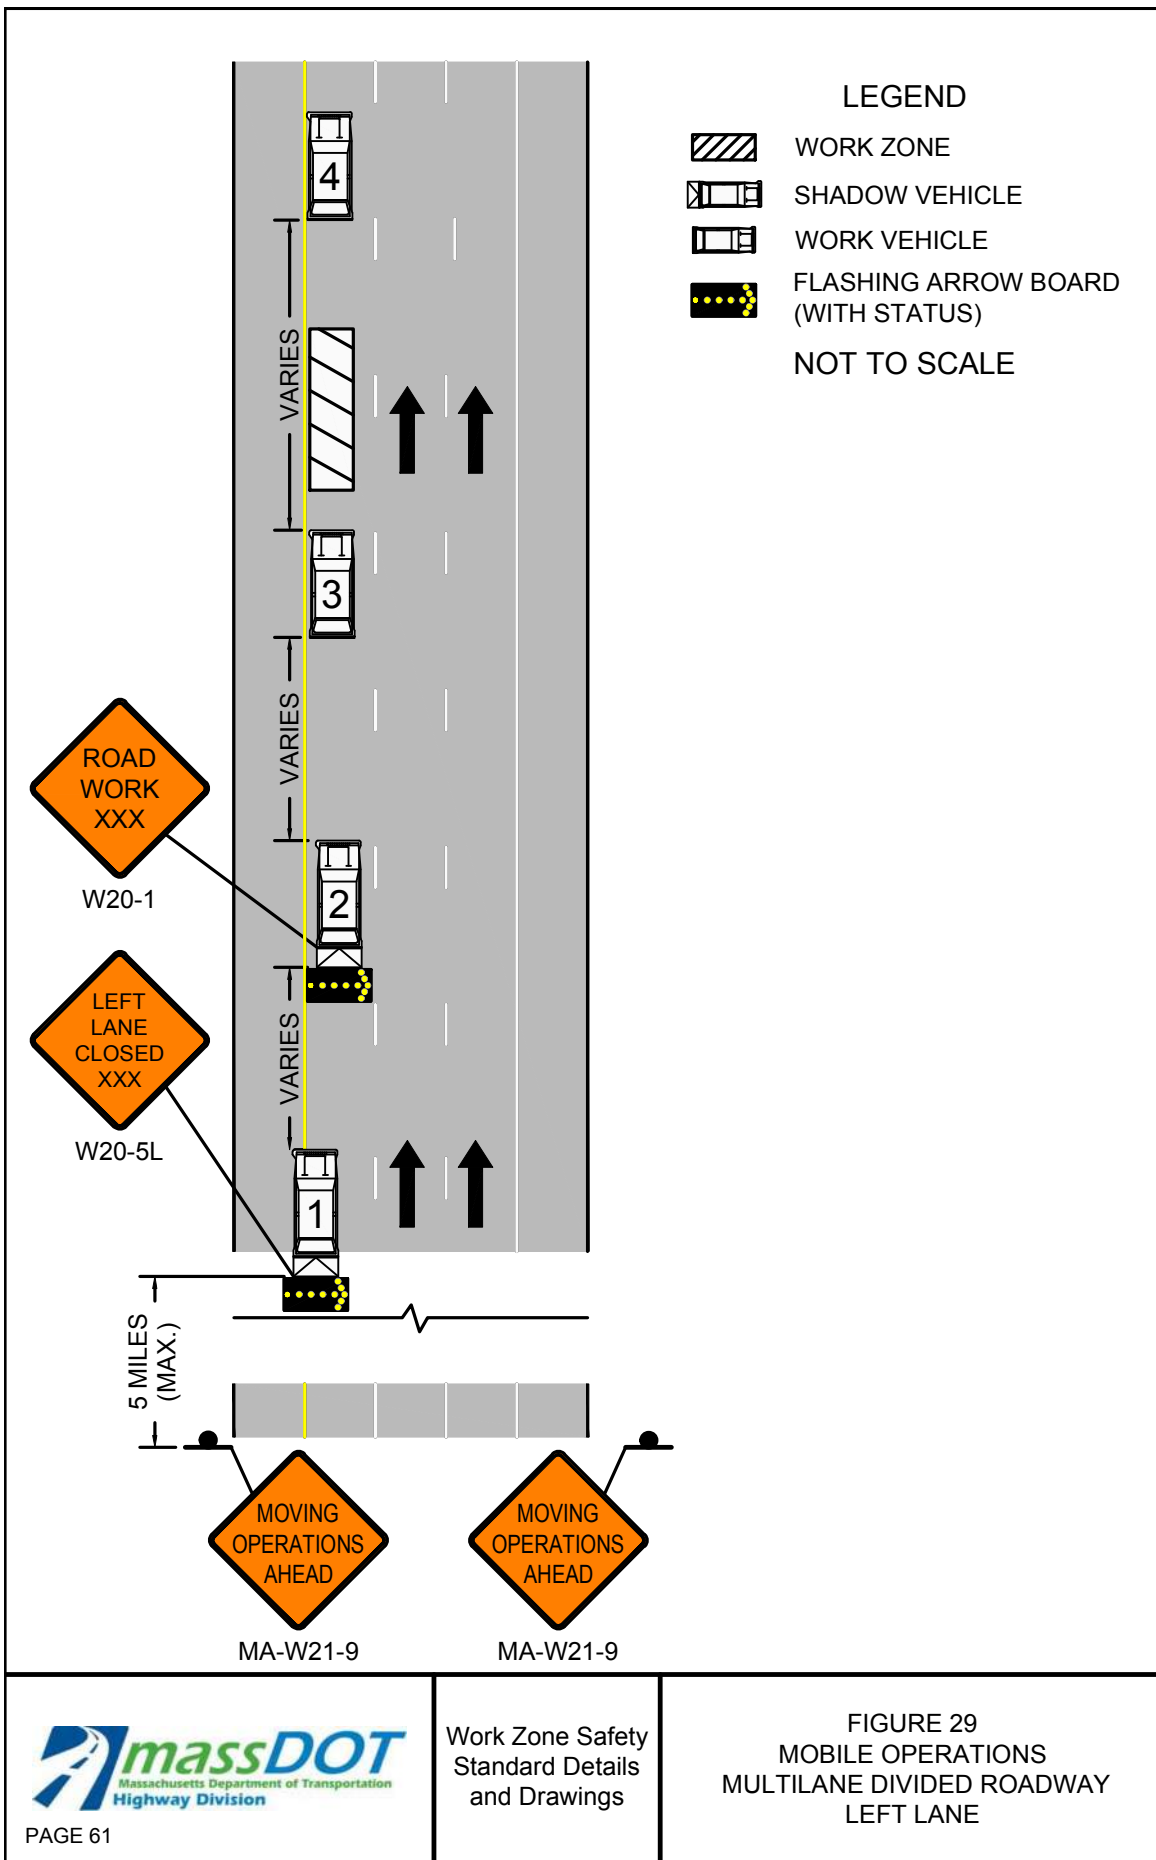 LEGEND
WORK ZONE
SHADOW VEHICLE
WORK VEHICLE
FLASHING ARROW BOARD
(WITH STATUS)
NOT TO SCALE
4
VARIES
3
VARIES
ROAD
WORK
XXX
W20-1
2
LEFT
LANE
CLOSED
XXX
W20-5L
VARIES
1
5 MILES
(MAX.)
MOVING
OPERATIONS
AHEAD
MA-W21-9
MOVING
OPERATIONS
AHEAD
MA-W21-9
massDOT
Massachusetts Department of Transportation
Highway Division
PAGE 61
Work Zone Safety
Standard Details
and Drawings
FIGURE 29
MOBILE OPERATIONS
MULTILANE DIVIDED ROADWAY
LEFT LANE